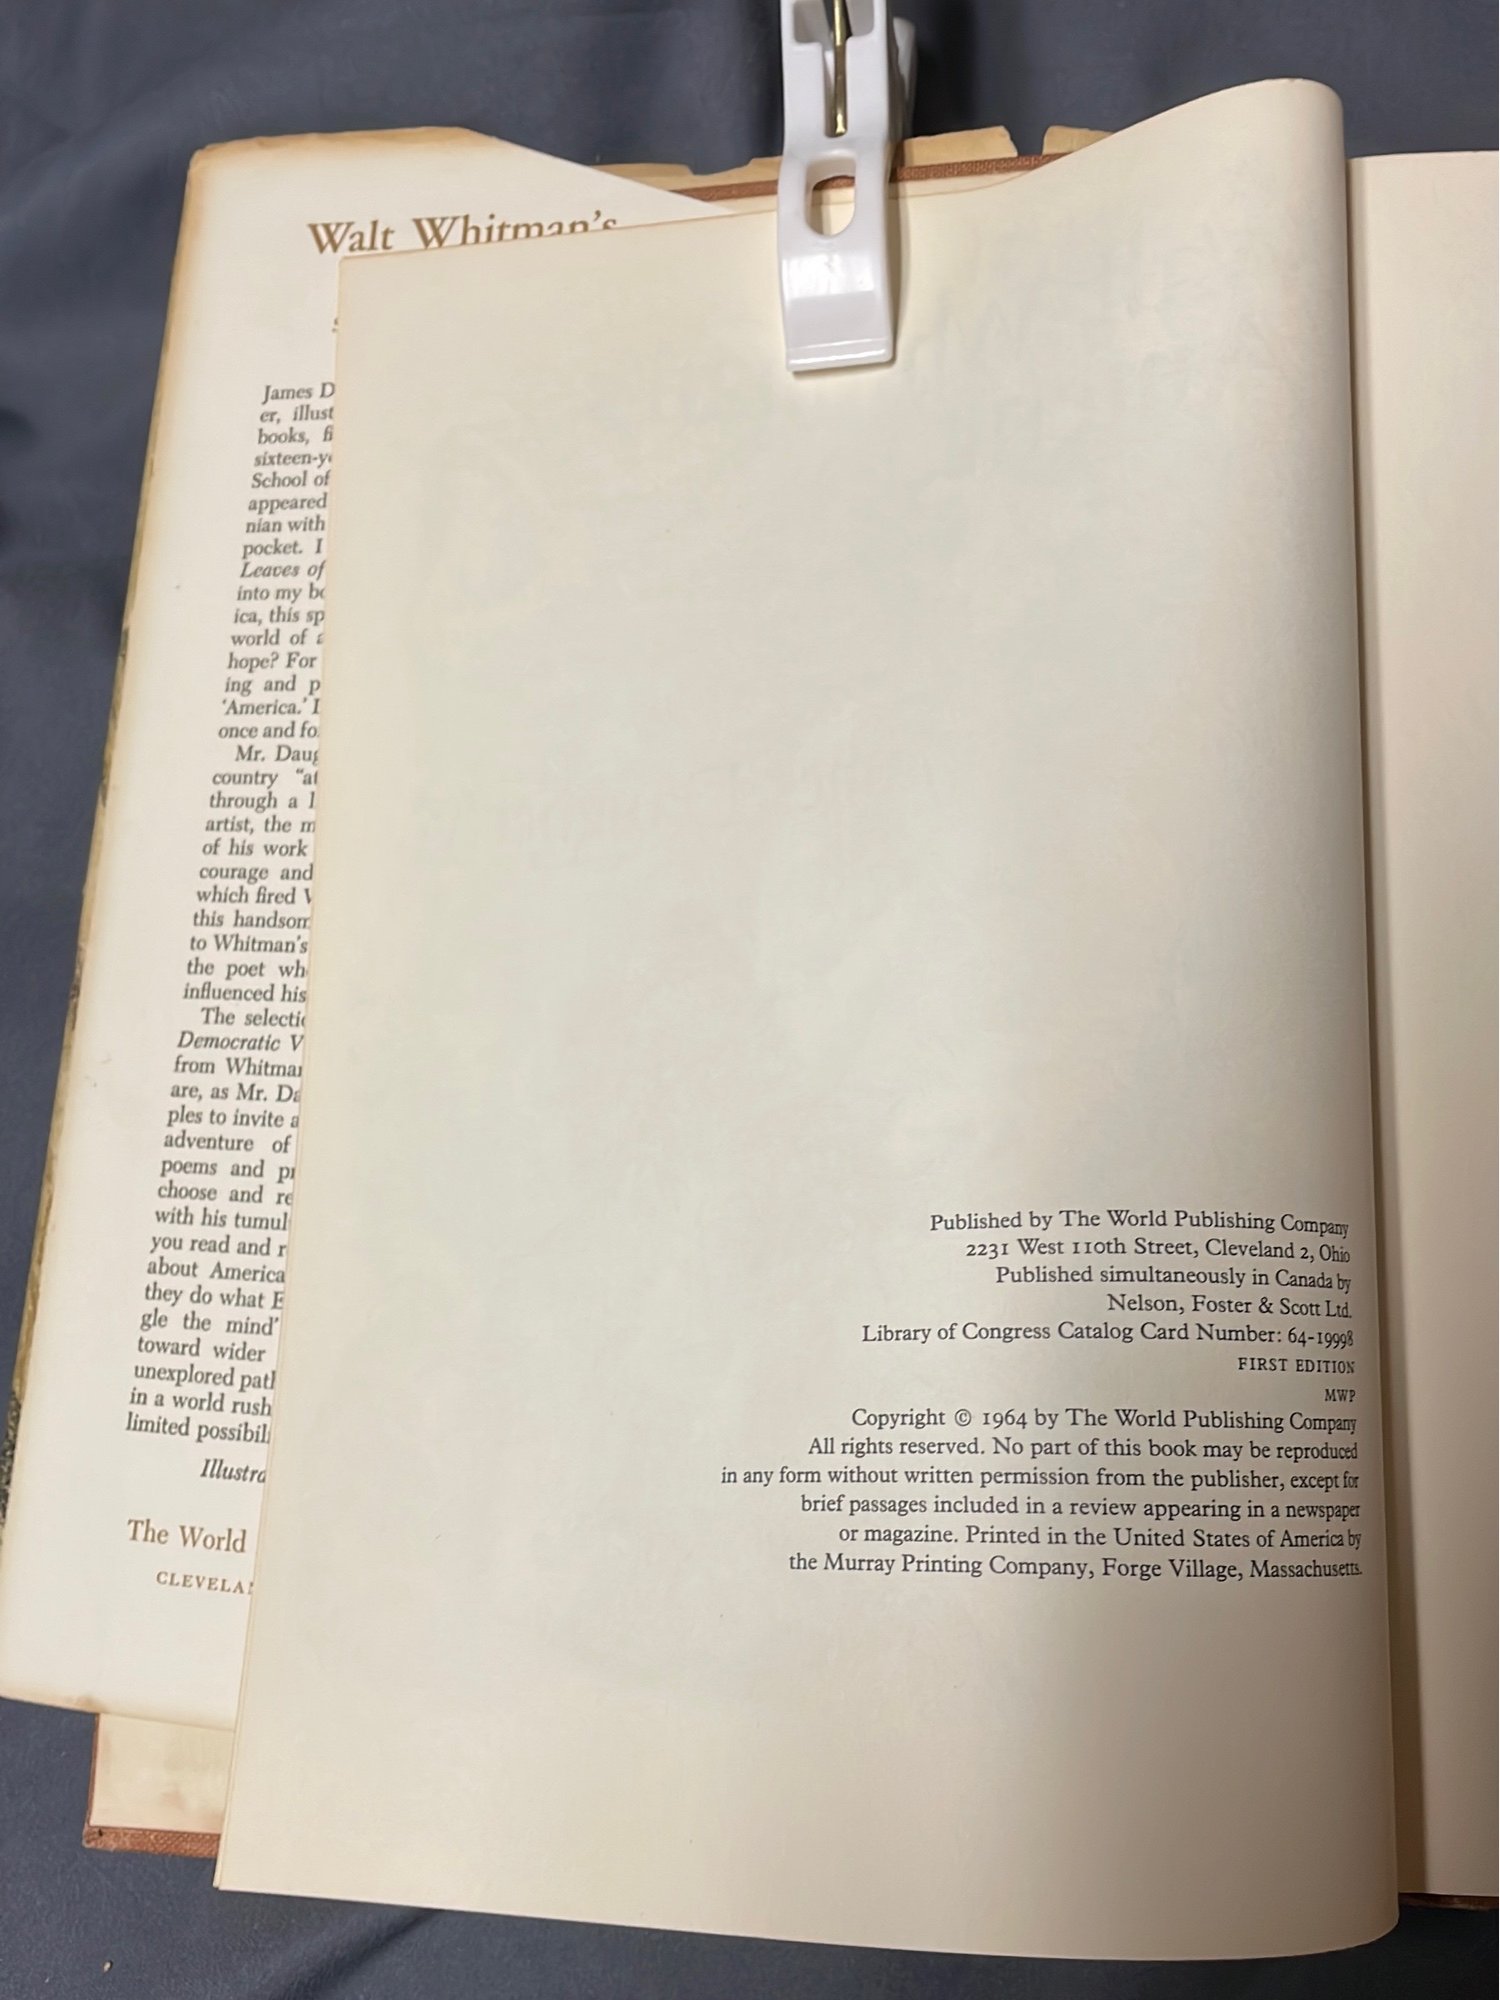 Walt Whitman's
James D
er, illust
books, fi
sixteen-y
School of
appeared
nian with
pocket. I
Leaves of
into my b
ica, this sp
world of
hope? For
ing and p
'America.' I
once and fo
Mr. Daug
country "at
through a l
artist, the m
of his work
courage and
which fired
this handsom
to Whitman's
the poet wh
influenced his
The selecti
Democratic V
from Whitman
are, as Mr. Da
ples to invite a
adventure of
poems and pr
choose and re
with his tumul
you read and r
about America
they do what E
gle the mind'
toward wider
unexplored path
in a world rush
limited possibili
Illustra
The World
CLEVELAN
Published by The World Publishing Company
2231 West 110th Street, Cleveland 2, Ohio
Published simultaneously in Canada by
Nelson, Foster & Scott Ltd.
Library of Congress Catalog Card Number: 64-19998
FIRST EDITION
MWP
Copyright © 1964 by The World Publishing Company
All rights reserved. No part of this book may be reproduced
in any form without written permission from the publisher, except for
brief passages included in a review appearing in a newspaper
or magazine. Printed in the United States of America by
the Murray Printing Company, Forge Village, Massachusetts.